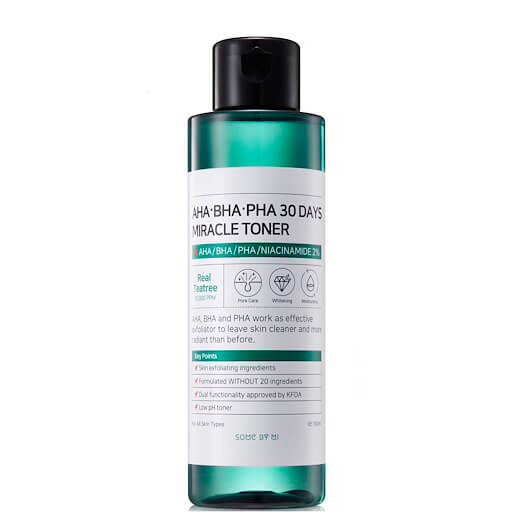 AHA·BHA·PHA 30 DAYS
MIRACLE TONER
AHA/BHA/PHA/NIACINAMIDE 2%
Real
Teatree
10,000 PPM
Pore Care
Whitening
Moisturizing
AHA, BHA and PHA work as effective
exfoliator to leave skin cleaner and more
radiant than before.
Key Points
✓ Skin exfoliating ingredients
✓ Formulated WITHOUT 20 ingredients
✓ Dual functionality approved by KFDA
✓ Low pH toner
For All Skin Types
SOME BY MI